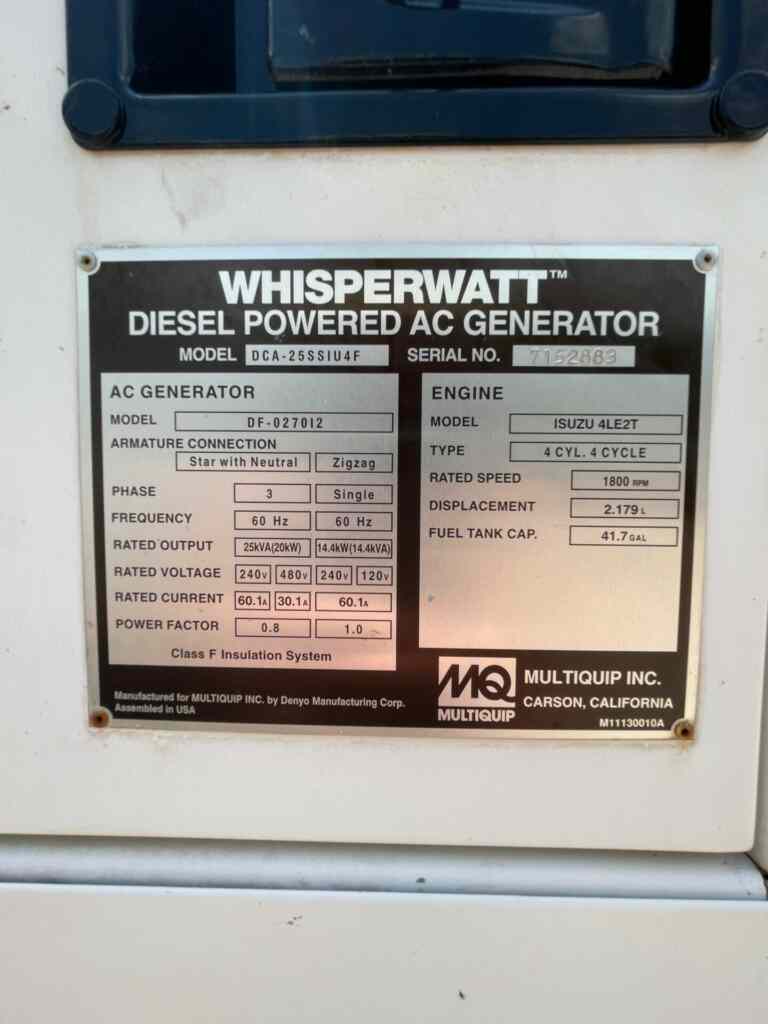 WHISPERWATT™
DIESEL POWERED AC GENERATOR
MODEL DCA-25SSIU4F SERIAL NO. 7152883
AC GENERATOR
MODEL DF-0270I2
ARMATURE CONNECTION
Star with Neutral Zigzag
PHASE 3 Single
FREQUENCY 60 Hz 60 Hz
RATED OUTPUT 25kVA(20kW) 14.4kW(14.4kVA)
RATED VOLTAGE 240V 480V 240V 120V
RATED CURRENT 60.1A 30.1A 60.1A
POWER FACTOR 0.8 1.0
Class F Insulation System
ENGINE
MODEL ISUZU 4LE2T
TYPE 4 CYL. 4 CYCLE
RATED SPEED 1800 RPM
DISPLACEMENT 2.179 L
FUEL TANK CAP. 41.7 GAL
Manufactured for MULTIQUIP INC. by Denyo Manufacturing Corp.
Assembled in USA
MQ
MULTIQUIP
MULTIQUIP INC.
CARSON, CALIFORNIA
M11130010A